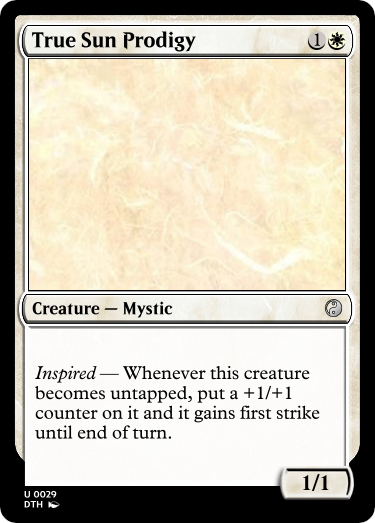 True Sun Prodigy 1
Creature — Mystic
Inspired — Whenever this creature
becomes untapped, put a +1/+1
counter on it and it gains first strike
until end of turn.
1/1
U 0029
DTH